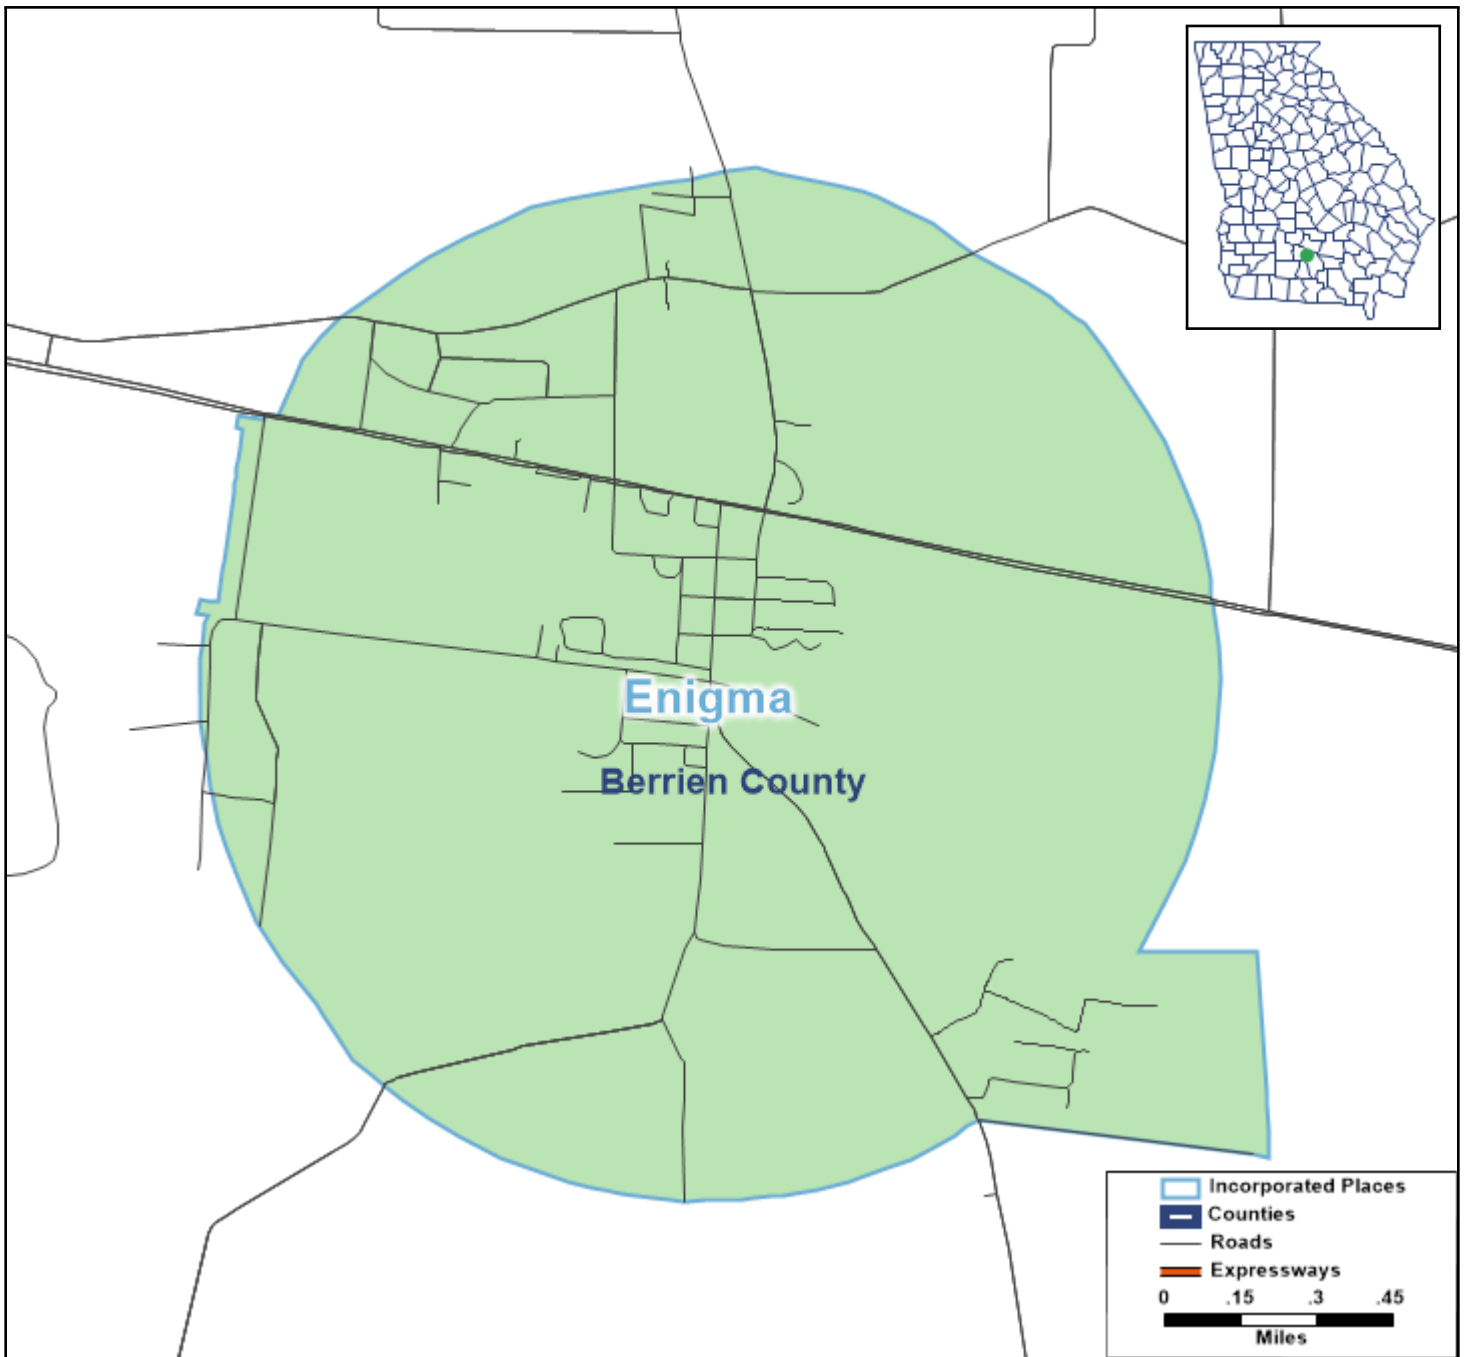 Enigma
Berrien County
Incorporated Places
Counties
Roads
Expressways
0 .15 .3 .45
Miles